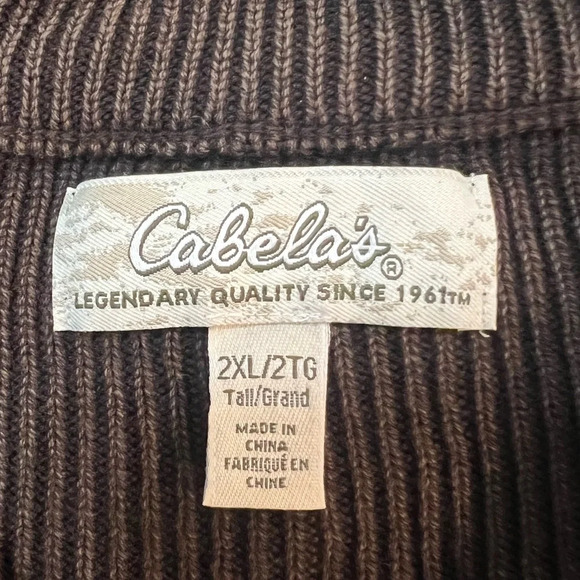 Cabela's®
LEGENDARY QUALITY SINCE 1961™
2XL/2TG
Tall/Grand
MADE IN
CHINA
FABRIQUÉ EN
CHINE